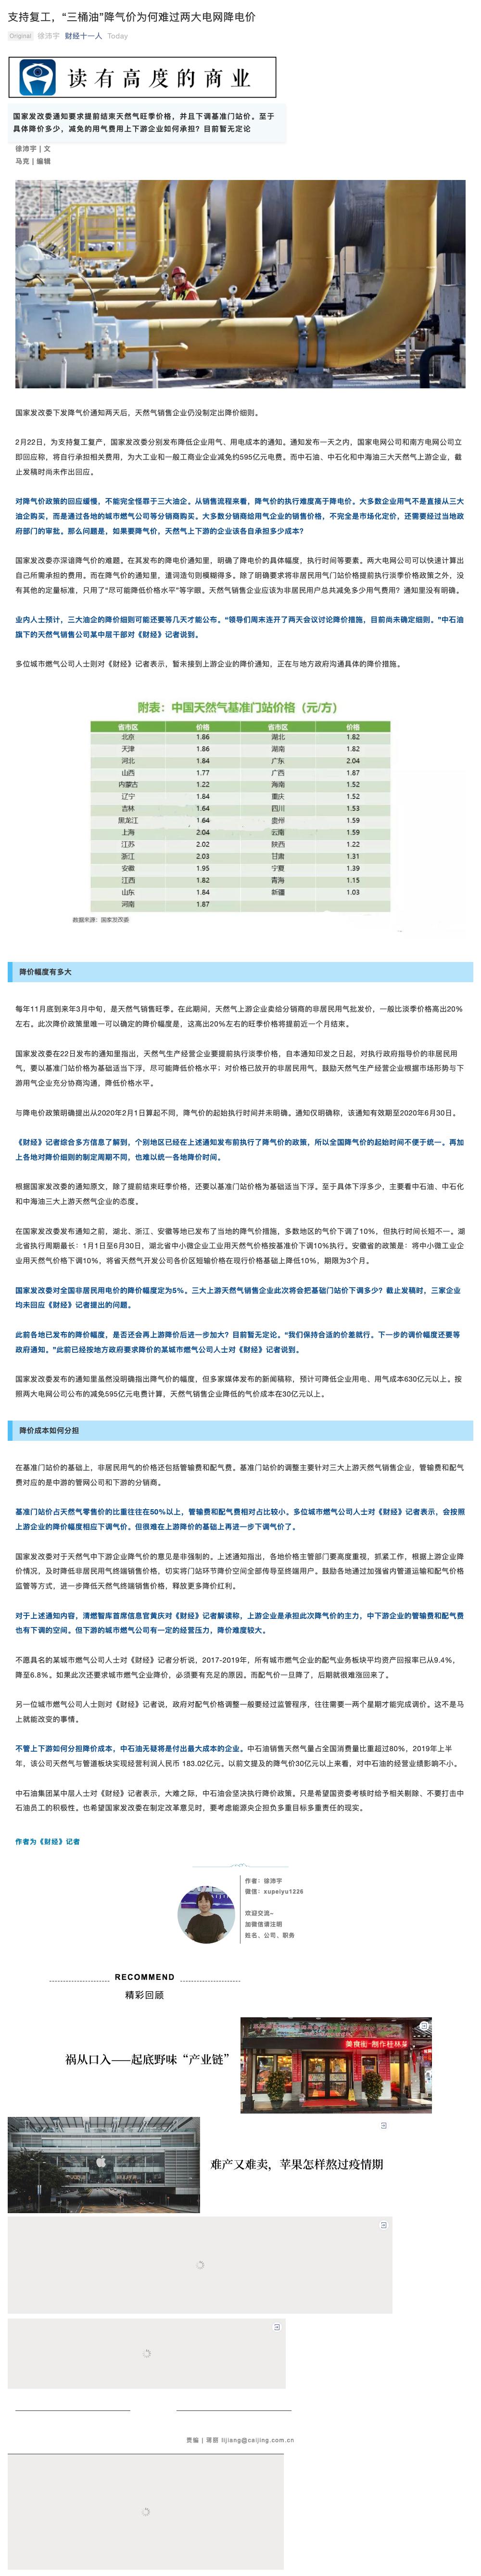 支持复工，“三桶油”降气价为何难过两大电网降电价
Original 徐沛宇 财经十一人 Today
读有高度的商业
国家发改委通知要求提前结束天然气旺季价格，并且下调基准门站价。至于
具体降价多少，减免的用气费用上下游企业如何承担？目前暂无定论
徐沛宇 | 文
马克 | 编辑
国家发改委下发降气价通知两天后，天然气销售企业仍没制定出降价细则。
2月22日，为支持复工复产，国家发改委分别发布降低企业用气、用电成本的通知。通知发布一天之内，国家电网公司和南方电网公司立
即回应称，将自行承担相关费用，为大工业和一般工商业企业减免约595亿元电费。而中石油、中石化和中海油三大天然气上游企业，截
止发稿时尚未作出回应。
对降气价政策的回应缓慢，不能完全怪罪于三大油企。从销售流程来看，降气价的执行难度高于降电价。大多数企业用气不是直接从三大
油企购买，而是通过各地的城市燃气公司等分销商购买。大多数分销商给用气企业的销售价格，不完全是市场化定价，还需要经过当地政
府部门的审批。那么问题是，如果要降气价，天然气上下游的企业该各自承担多少成本？
国家发改委亦深谙降气价的难题。在其发布的降电价通知里，明确了降电价的具体幅度，执行时间等要素。两大电网公司可以快速计算出
自己所需承担的费用。而在降气价的通知里，遣词造句则模糊得多。除了明确要求将非居民用气门站价格提前执行淡季价格政策之外，没
有其他的定量标准，只用了“尽可能降低价格水平”等字眼。天然气销售企业应该为非居民用户总共减免多少用气费用？通知里没有明确。
业内人士预计，三大油企的降价细则可能还要等几天才能公布。“领导们周末连开了两天会议讨论降价措施，目前尚未确定细则。”中石油
旗下的天然气销售公司某中层干部对《财经》记者说到。
多位城市燃气公司人士则对《财经》记者表示，暂未接到上游企业的降价通知，正在与地方政府沟通具体的降价措施。
附表：中国天然气基准门站价格（元/方）
省市区 价格 省市区 价格
北京 1.86 湖北 1.82
天津 1.86 湖南 1.82
河北 1.84 广东 2.04
山西 1.77 广西 1.87
内蒙古 1.22 海南 1.52
辽宁 1.84 重庆 1.52
吉林 1.64 四川 1.53
黑龙江 1.64 贵州 1.59
上海 2.04 云南 1.59
江苏 2.02 陕西 1.22
浙江 2.03 甘肃 1.31
安徽 1.95 宁夏 1.39
江西 1.82 青海 1.15
山东 1.84 新疆 1.03
河南 1.87
数据来源：国家发改委
降价幅度有多大
每年11月底到来年3月中旬，是天然气销售旺季。在此期间，天然气上游企业卖给分销商的非居民用气批发价，一般比淡季价格高出20%
左右。此次降价政策里唯一可以确定的降价幅度是，这高出20%左右的旺季价格将提前近一个月结束。
国家发改委在22日发布的通知里指出，天然气生产经营企业要提前执行淡季价格，自本通知印发之日起，对执行政府指导价的非居民用
气，要以基准门站价格为基础适当下浮，尽可能降低价格水平；对价格已放开的非居民用气，鼓励天然气生产经营企业根据市场形势与下
游用气企业充分协商沟通，降低价格水平。
与降电价政策明确提出从2020年2月1日算起不同，降气价的起始执行时间并未明确。通知仅明确称，该通知有效期至2020年6月30日。
《财经》记者综合多方信息了解到，个别地区已经在上述通知发布前执行了降气价的政策，所以全国降气价的起始时间不便于统一。再加
上各地对降价细则的制定周期不同，也难以统一各地降价时间。
根据国家发改委的通知原文，除了提前结束旺季价格，还要以基准门站价格为基础适当下浮。至于具体下浮多少，主要看中石油、中石化
和中海油三大上游天然气企业的态度。
在国家发改委发布通知之前，湖北、浙江、安徽等地已发布了当地的降气价措施，多数地区的气价下调了10%，但执行时间长短不一。湖
北省执行周期最长：1月1日至6月30日，湖北省中小微企业工业用天然气价格按基准价下调10%执行。安徽省的政策是：将中小微工业企
业用天然气价格下调10%，将省天然气开发公司各价区短输价格在现行价格基础上降低10%，期限为3个月。
国家发改委对全国非居民用电价的降价幅度定为5%。三大上游天然气销售企业此次将会把基础门站价下调多少？截止发稿时，三家企业
均未回应《财经》记者提出的问题。
此前各地已发布的降价幅度，是否还会再上游降价后进一步加大？目前暂无定论。“我们保持合适的价差就行。下一步的调价幅度还要等
政府通知。”此前已经按地方政府要求降价的某城市燃气公司人士对《财经》记者说到。
国家发改委发布的通知里虽然没明确指出降气价的幅度，但多家媒体发布的新闻稿称，预计可降低企业用电、用气成本630亿元以上。按
照两大电网公司公布的减免595亿元电费计算，天然气销售企业降低的气价成本在30亿元以上。
降价成本如何分担
在基准门站价的基础上，非居民用气的价格还包括管输费和配气费。基准门站价的调整主要针对三大上游天然气销售企业，管输费和配气
费对应的是中游的管网公司和下游的分销商。
基准门站价占天然气零售价的比重往往在50%以上，管输费和配气费相对占比较小。多位城市燃气公司人士对《财经》记者表示，会按照
上游企业的降价幅度相应下调气价。但很难在上游降价的基础上再进一步下调气价了。
国家发改委对于天然气中下游企业降气价的意见是非强制的。上述通知指出，各地价格主管部门要高度重视，抓紧工作，根据上游企业降
价情况，及时降低非居民用气终端销售价格，切实将门站环节降价空间全部传导至终端用户。鼓励各地通过加强省内管道运输和配气价格
监管等方式，进一步降低天然气终端销售价格，释放更多降价红利。
对于上述通知内容，清燃智库首席信息官黄庆对《财经》记者解读称，上游企业是承担此次降气价的主力，中下游企业的管输费和配气费
也有下调的空间。但下游的城市燃气公司有一定的经营压力，降价难度较大。
不愿具名的某城市燃气公司人士对《财经》记者分析说，2017-2019年，所有城市燃气企业的配气业务板块平均资产回报率已从9.4%，
降至6.8%。如果此次还要求城市燃气企业降价，必须要有充足的原因。而配气价一旦降了，后期就很难涨回来了。
另一位城市燃气公司人士则对《财经》记者说，政府对配气价格调整一般要经过监管程序，往往需要一两个星期才能完成调价。这不是马
上就能改变的事情。
不管上下游如何分担降价成本，中石油无疑将是付出最大成本的企业。中石油销售天然气量占全国消费量比重超过80%，2019年上半
年，该公司天然气与管道板块实现经营利润人民币 183.02亿元。以前文提及的降气价30亿元以上来看，对中石油的经营业绩影响不小。
中石油集团某中层人士对《财经》记者表示，大难之际，中石油会坚决执行降价政策。只是希望国资委考核时给予相关剔除、不要打击中
石油员工的积极性。也希望国家发改委在制定改革意见时，要考虑能源央企担负多重目标多重责任的现实。
作者为《财经》记者
作者：徐沛宇
微信：xupeiyu1226
欢迎交流~
加微信请注明
姓名、公司、职务
RECOMMEND
精彩回顾
祸从口入——起底野味“产业链”
美食街-制作桂林菜
难产又难卖，苹果怎样熬过疫情期
责编 | 蒋丽 lijiang@caijing.com.cn